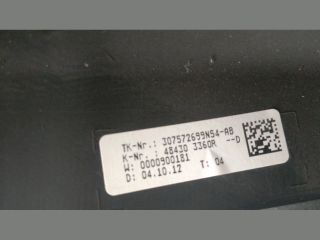 TK-Nr.: 307572699N54-AB
K-Nr.: 48430 3360R --D
W: 0000900181
D: 04.10.12 T: 04